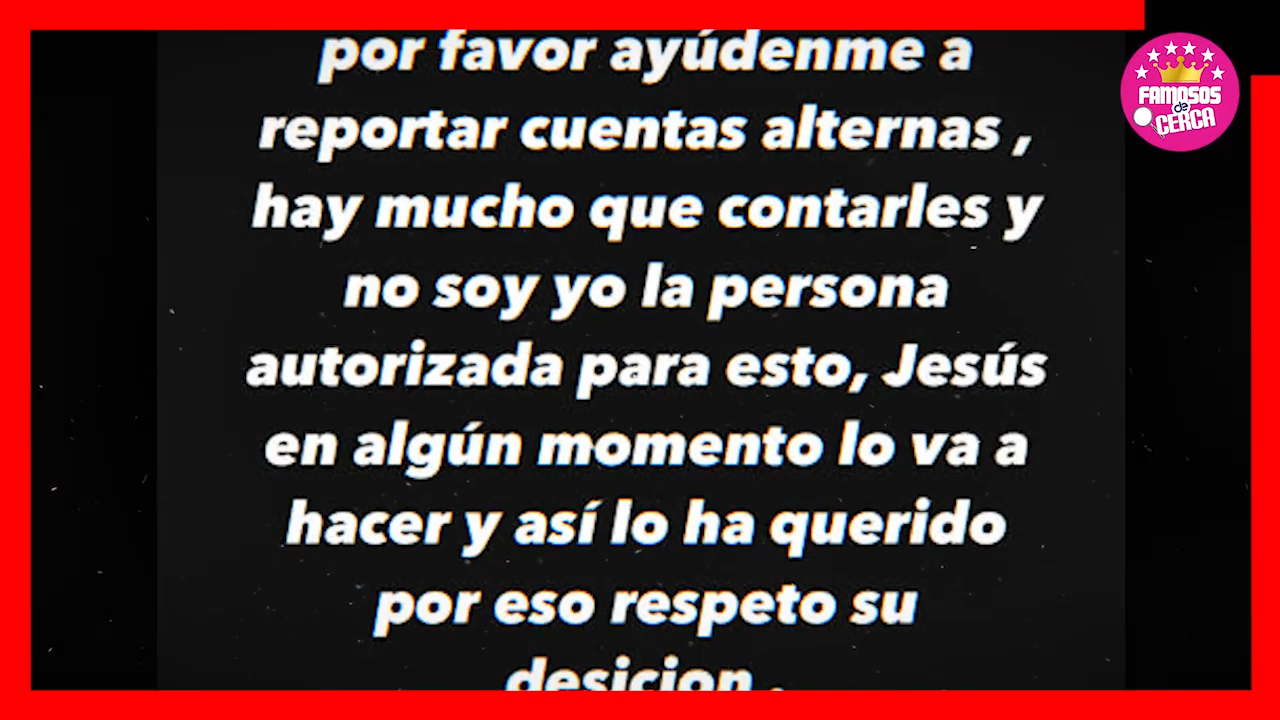 por favor ayúdenme a
reportar cuentas alternas ,
hay mucho que contarles y
no soy yo la persona
autorizada para esto, Jesús
en algún momento lo va a
hacer y así lo ha querido
por eso respeto su
desicion .
FAMOSOS
de
CERCA